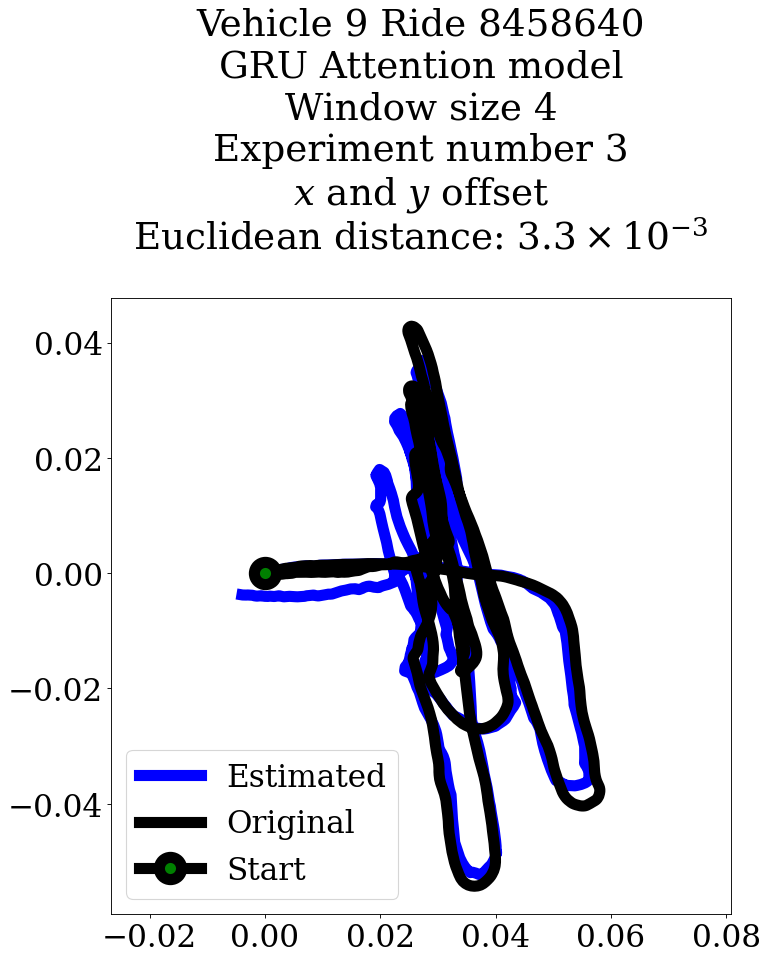 Vehicle 9 Ride 8458640
GRU Attention model
Window size 4
Experiment number 3
x and y offset
Euclidean distance: 3.3 × 10⁻³
0.04
0.02
0.00
−0.02
−0.04
Estimated
Original
Start
−0.02 0.00 0.02 0.04 0.06 0.08